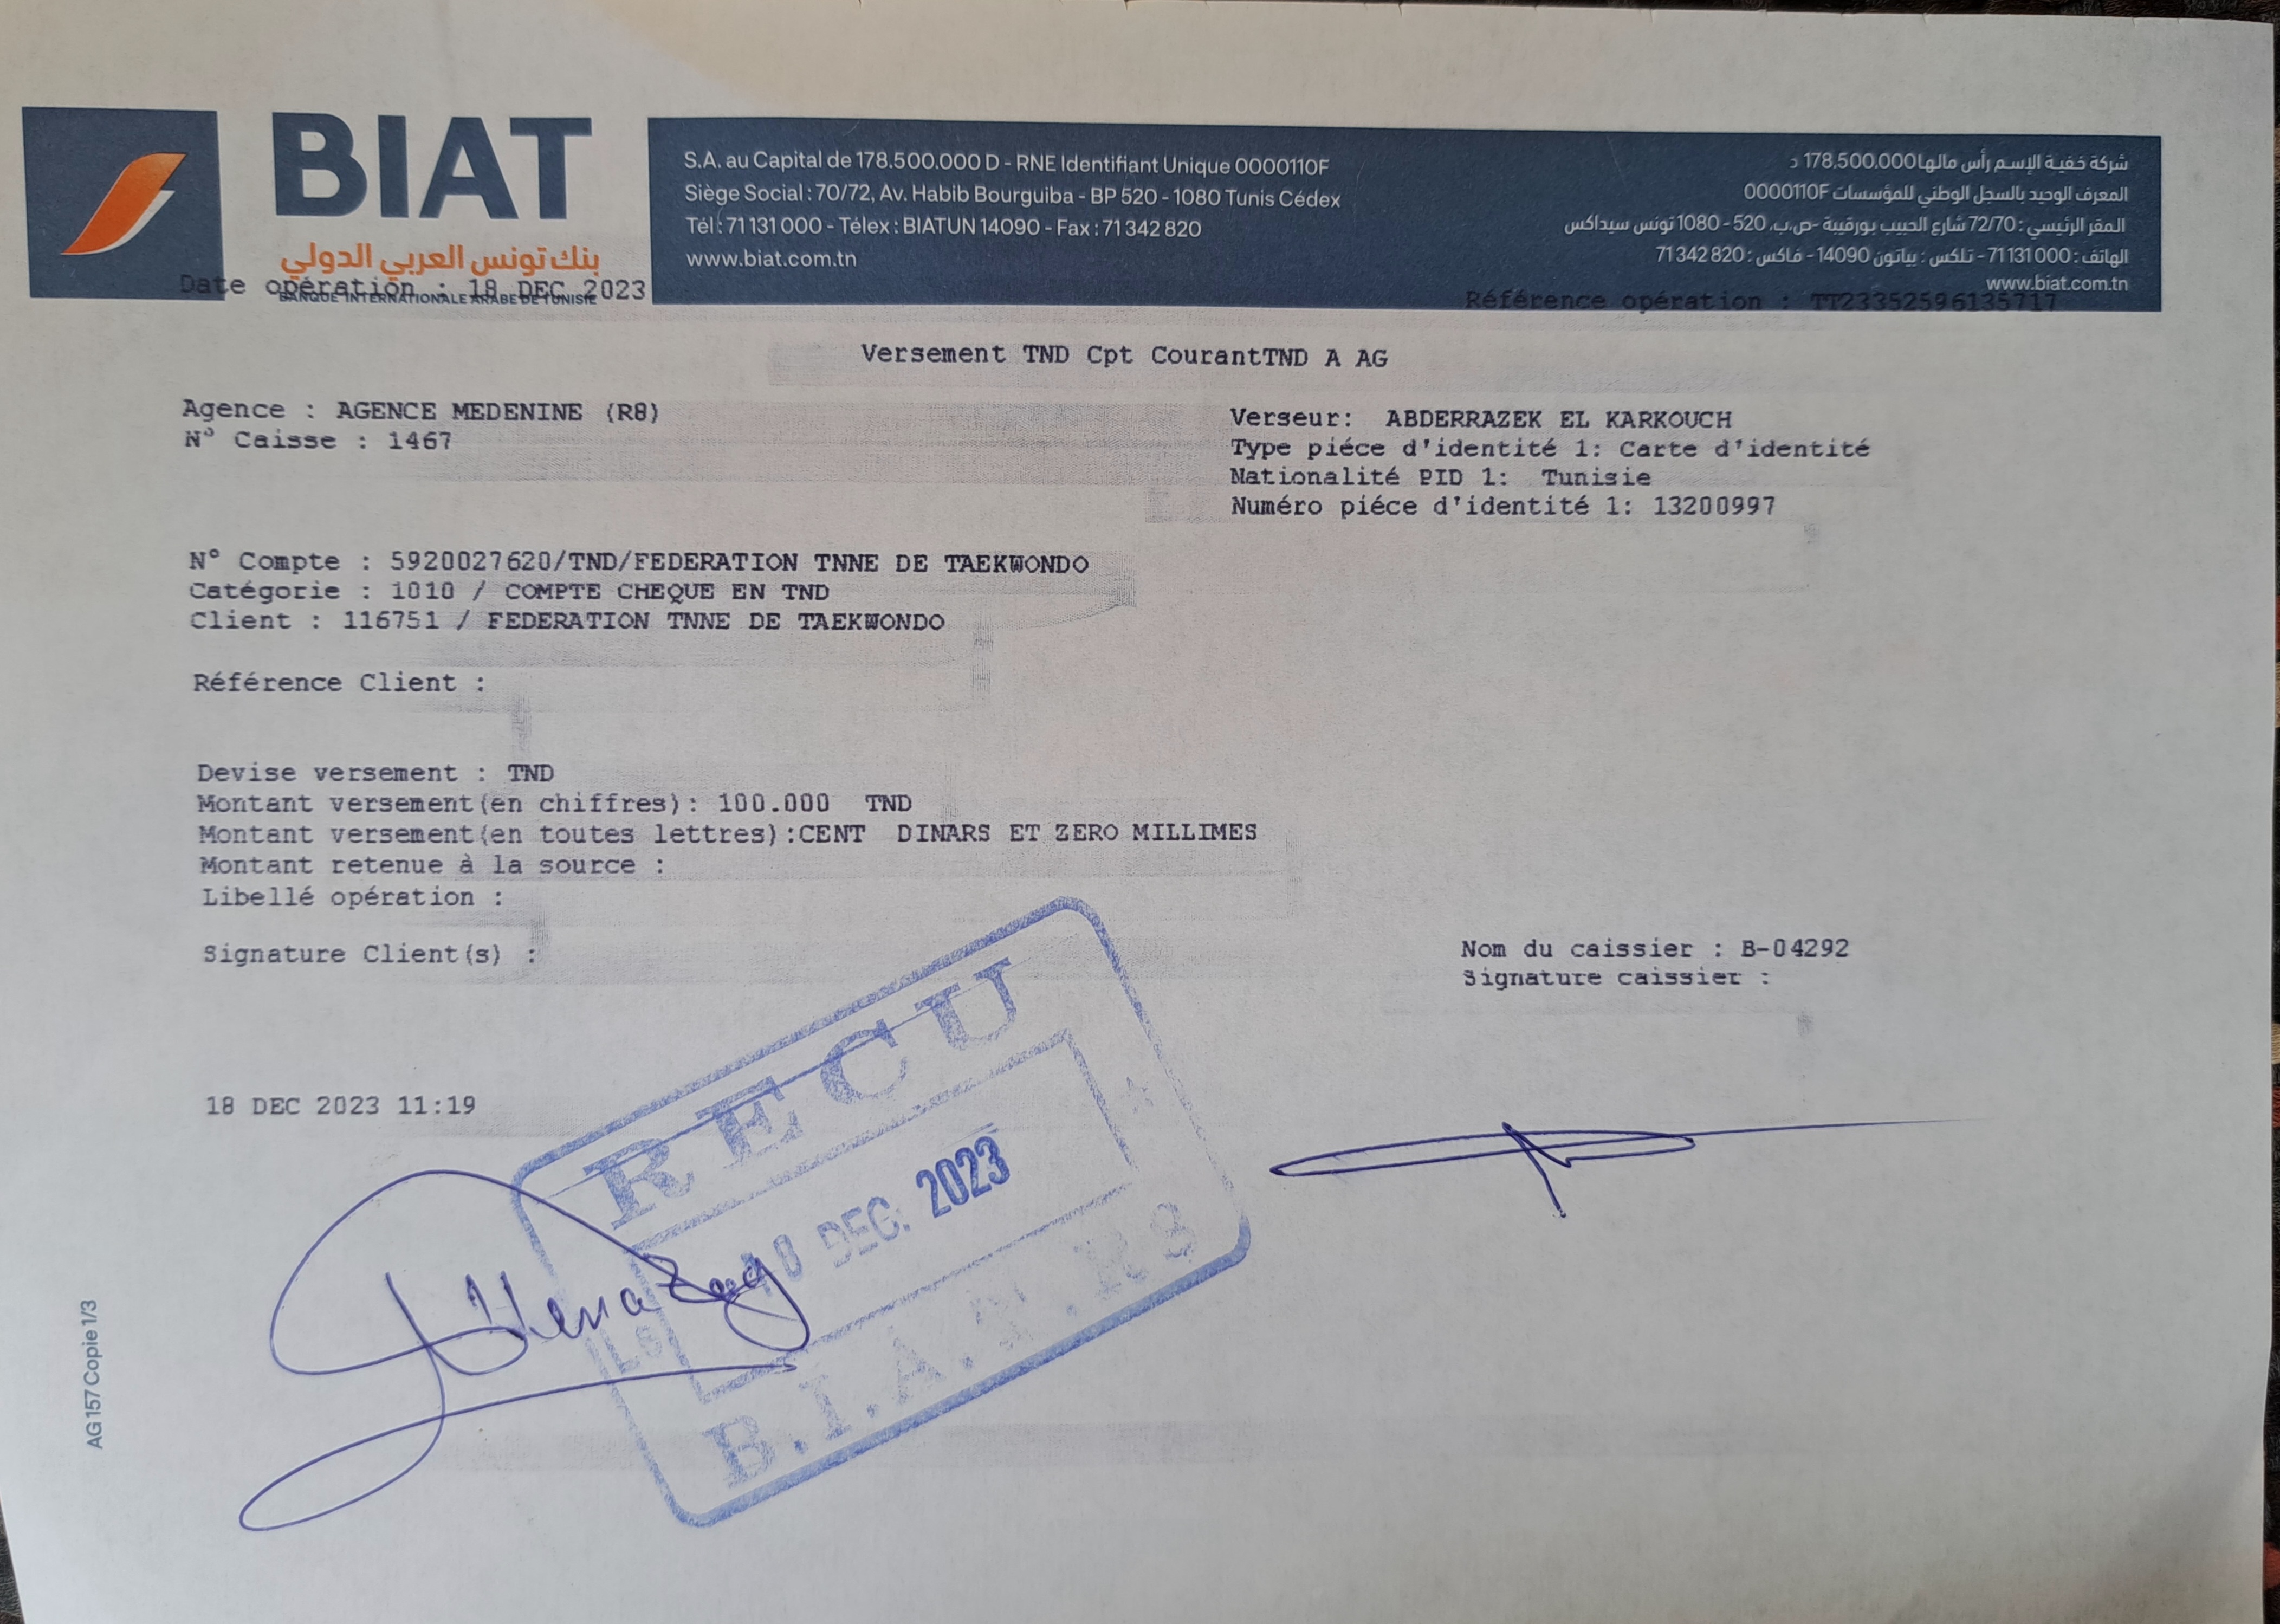 BIAT
بنك تونس العربي الدولي
BANQUE INTERNATIONALE ARABE DE TUNISIE
S.A. au Capital de 178.500.000 D - RNE Identifiant Unique 0000110F
Siège Social : 70/72, Av. Habib Bourguiba - BP 520 - 1080 Tunis Cédex
Tél : 71 131 000 - Télex : BIATUN 14090 - Fax : 71 342 820
www.biat.com.tn
شركة خفية الإسم رأس مالها 178,500,000 د
المعرف الوحيد بالسجل الوطني للمؤسسات 0000110F
المقر الرئيسي : 72/70 شارع الحبيب بورقيبة -ص.ب. 520 - 1080 تونس سيداكس
الهاتف : 71131 000 - تلكس : بياتون 14090 - فاكس : 71 342 820
www.biat.com.tn
Date opération : 18 DEC 2023
Référence opération : TT23352596135717
Versement TND Cpt CourantTND A AG
Agence : AGENCE MEDENINE (R8)
N° Caisse : 1467
Verseur: ABDERRAZEK EL KARKOUCH
Type piéce d'identité 1: Carte d'identité
Nationalité PID 1: Tunisie
Numéro piéce d'identité 1: 13200997
N° Compte : 5920027620/TND/FEDERATION TNNE DE TAEKWONDO
Catégorie : 1010 / COMPTE CHEQUE EN TND
Client : 116751 / FEDERATION TNNE DE TAEKWONDO
Référence Client :
Devise versement : TND
Montant versement(en chiffres): 100.000 TND
Montant versement(en toutes lettres):CENT DINARS ET ZERO MILLIMES
Montant retenue à la source :
Libellé opération :
Signature Client(s) :
Nom du caissier : B-04292
Signature caissier :
18 DEC 2023 11:19
RECU
DEC. 2023
B.I.A.T. R8
AG 157 Copie 1/3